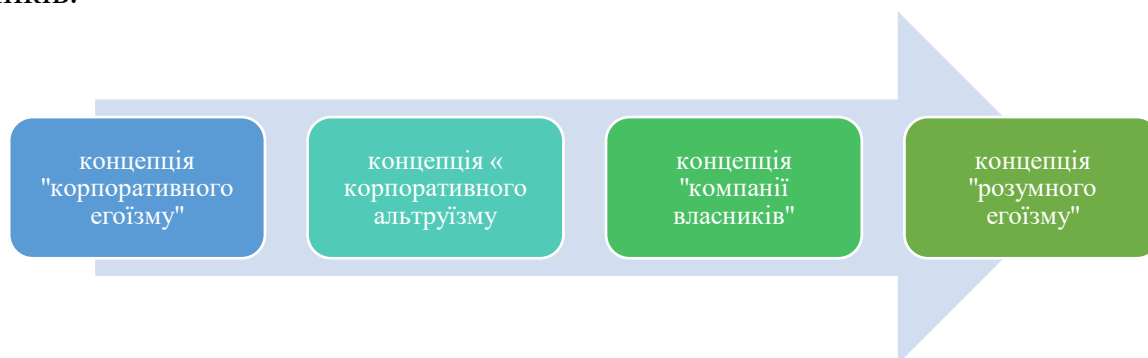 концепція
"корпоративного
егоїзму"
концепція «
корпоративного
альтруїзму
концепція
"компанії
власників"
концепція
"розумного
егоїзму"